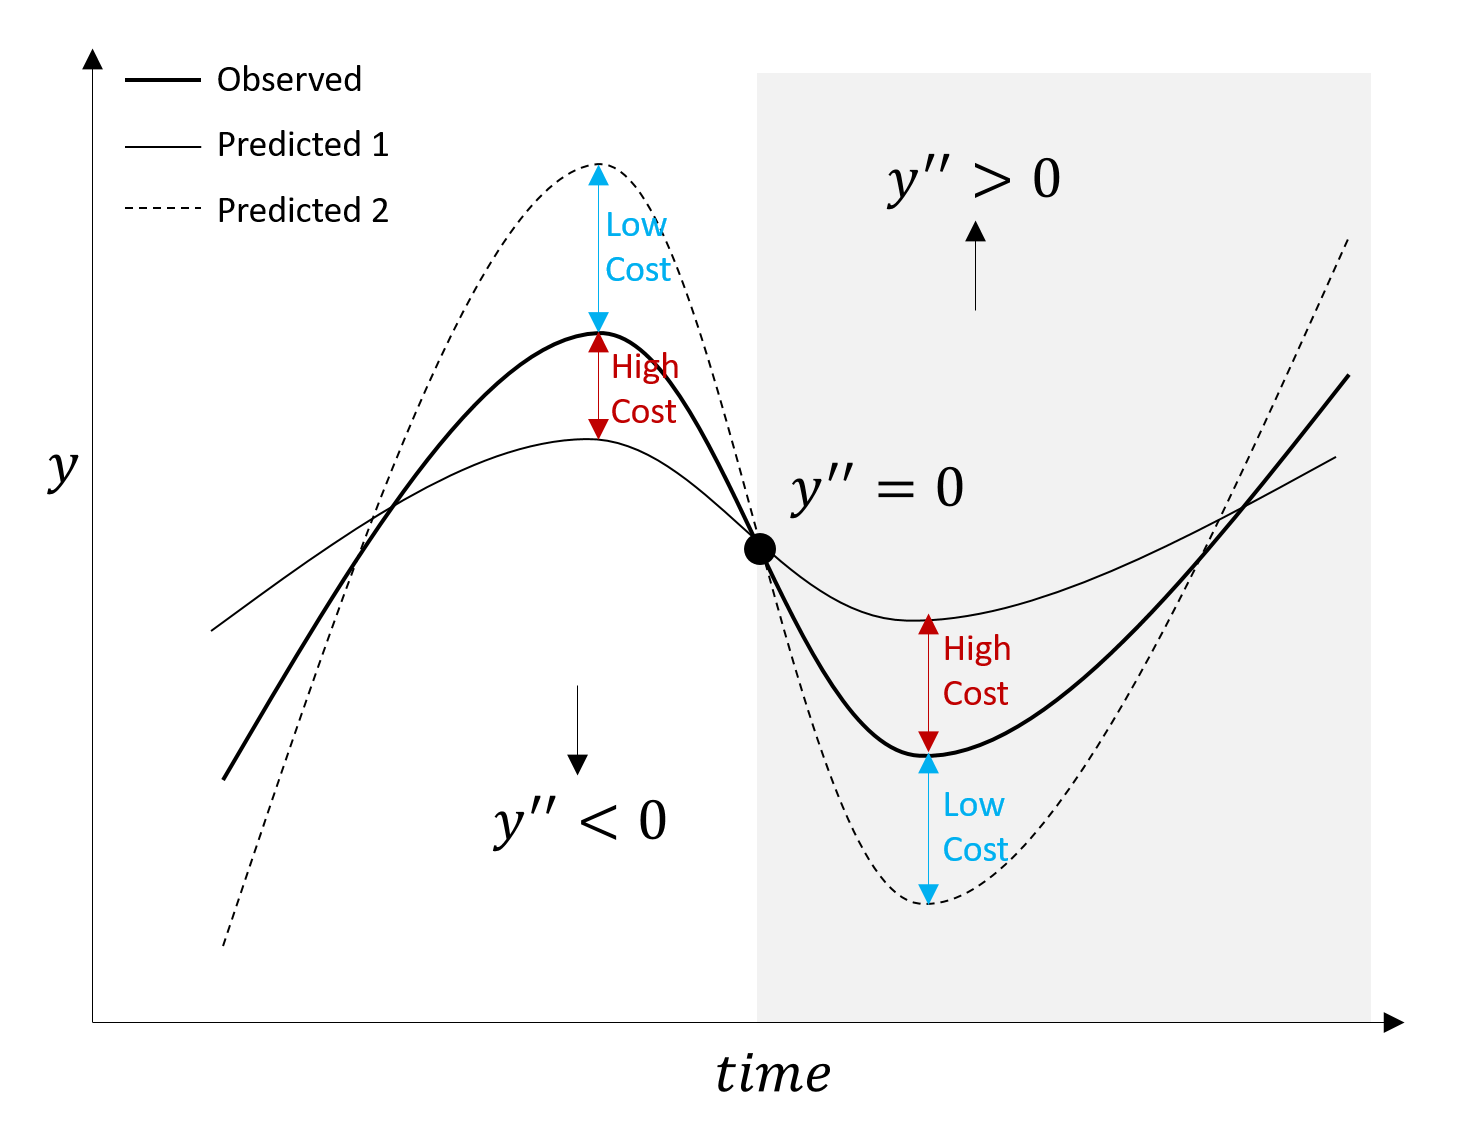 Observed
Predicted 1
Predicted 2
y'' > 0
Low
Cost
High
Cost
y
y'' = 0
High
Cost
y'' < 0
Low
Cost
time